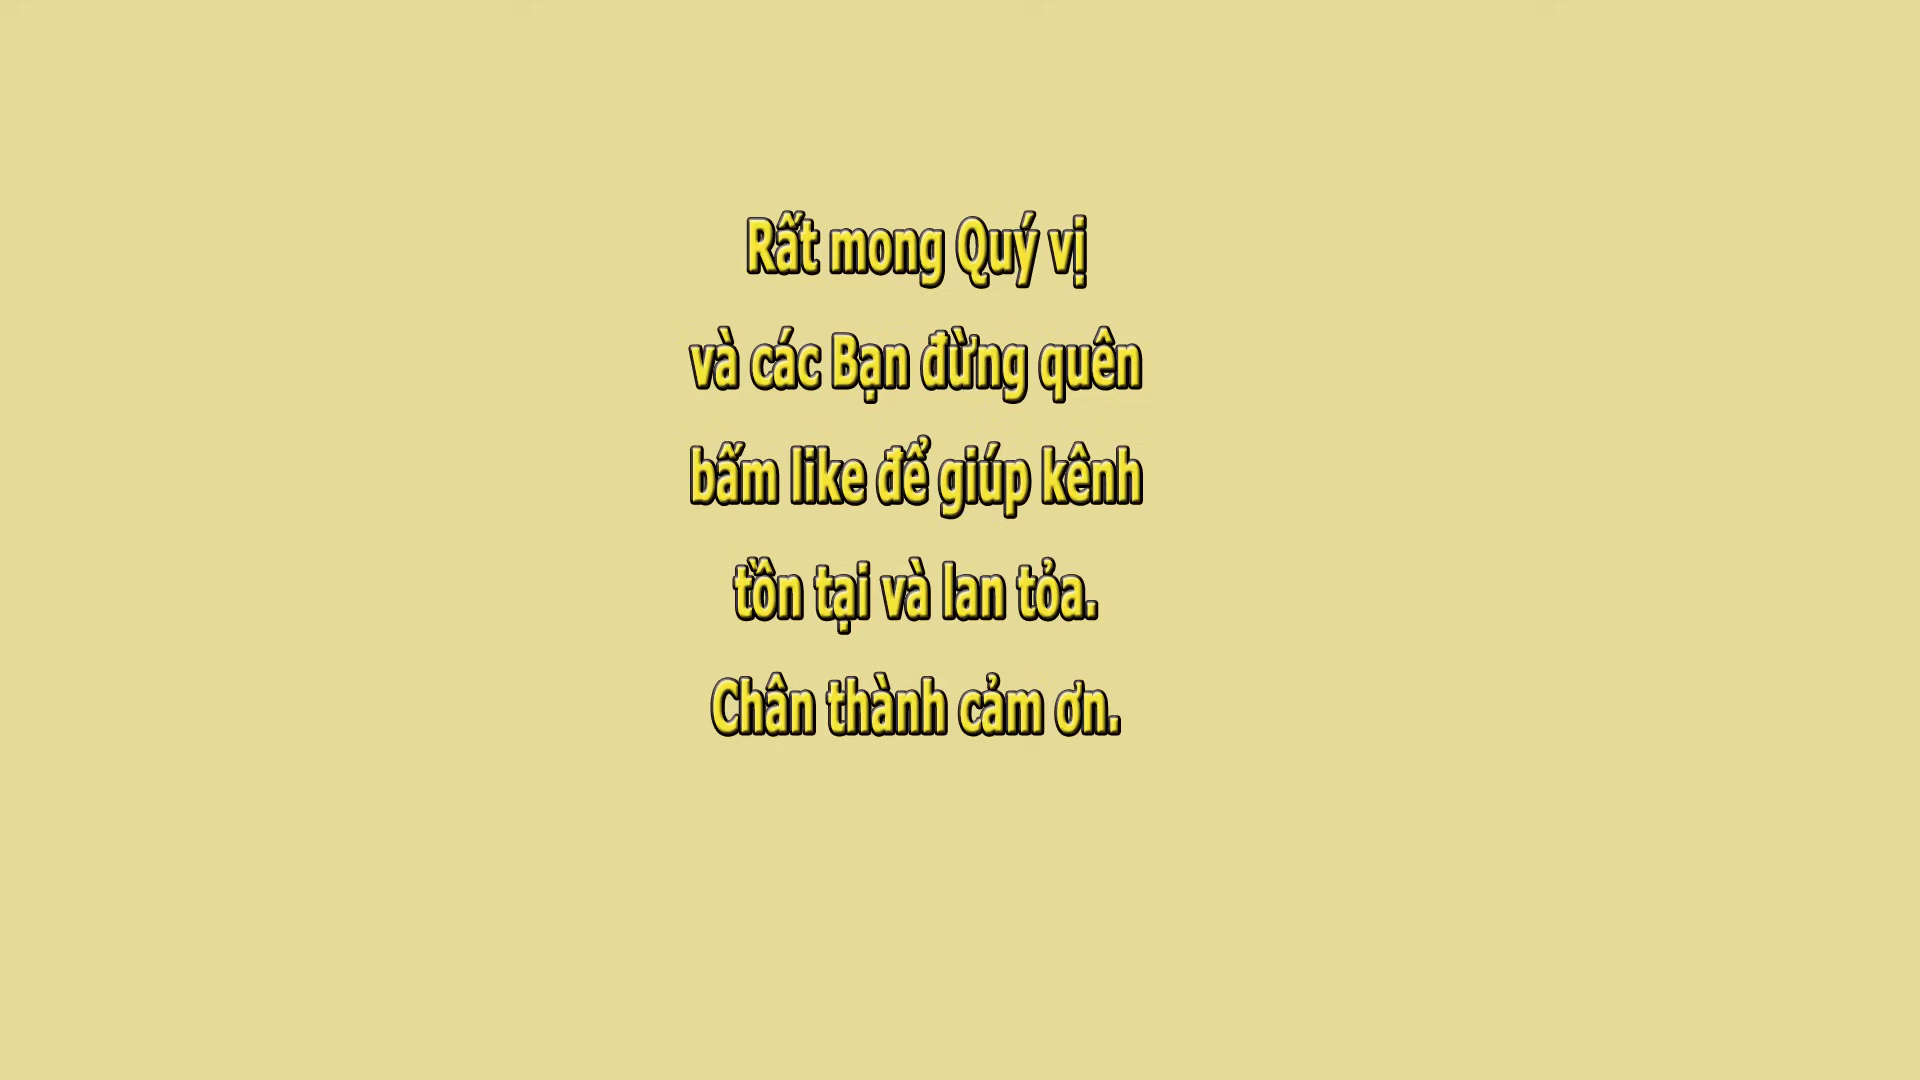 Rất mong Quý vị
và các Bạn đừng quên
bấm like để giúp kênh
tồn tại và lan tỏa.
Chân thành cảm ơn.